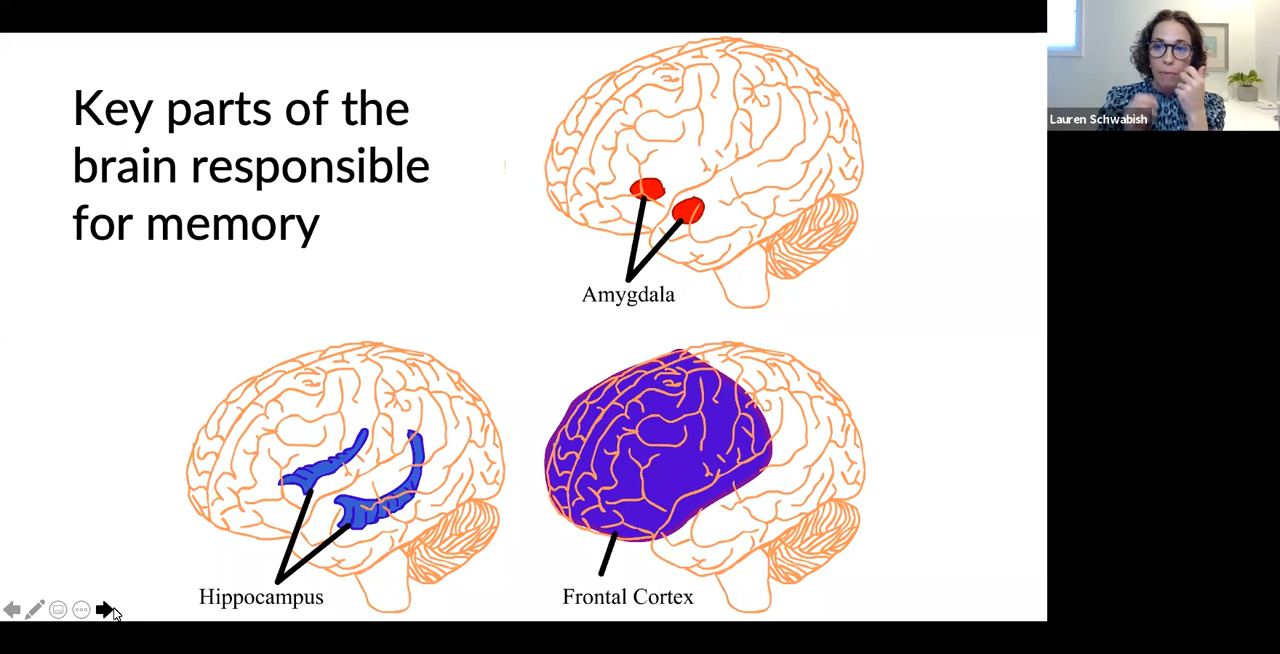 Key parts of the
brain responsible
for memory
Amygdala
Hippocampus
Frontal Cortex
Lauren Schwabish